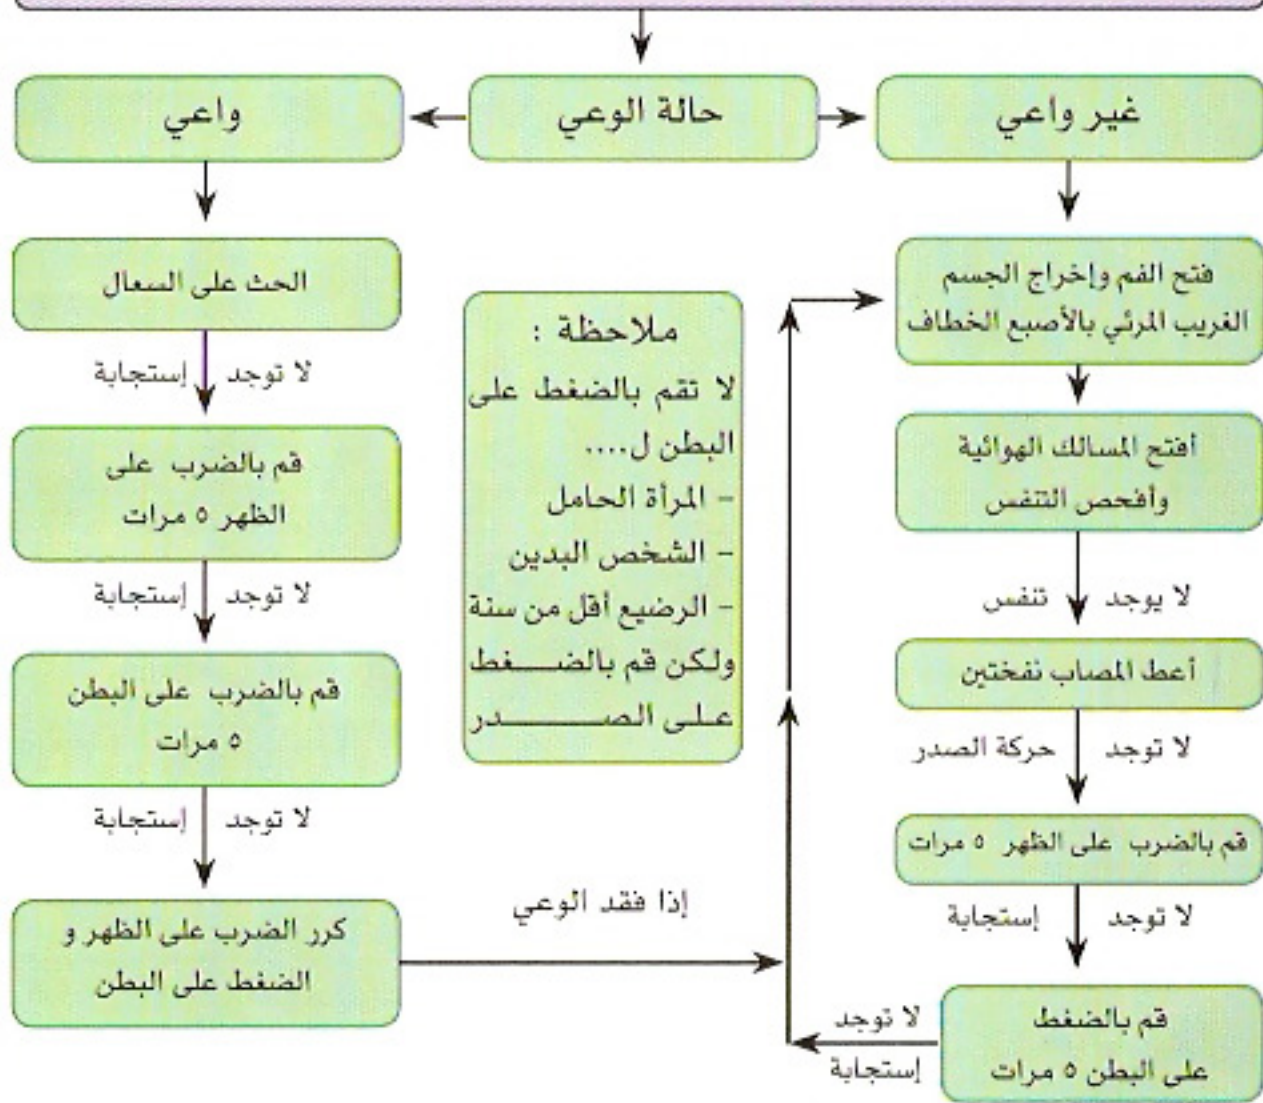 حالة الوعي
غير واعي
فتح الفم وإخراج الجسم
الغريب المرئي بالأصبع الخطاف
أفتح المسالك الهوائية
وأفحص التنفس
لا يوجد تنفس
أعط المصاب نفختين
لا توجد حركة الصدر
قم بالضرب على الظهر ٥ مرات
لا توجد إستجابة
قم بالضغط
على البطن ٥ مرات
لا توجد
إستجابة
ملاحظة :
لا تقم بالضغط على
البطن ل....
- المرأة الحامل
- الشخص البدين
- الرضيع أقل من سنة
ولكن قم بالضغط
على الصدر
واعي
الحث على السعال
لا توجد إستجابة
قم بالضرب على
الظهر ٥ مرات
لا توجد إستجابة
قم بالضرب على البطن
٥ مرات
لا توجد إستجابة
كرر الضرب على الظهر و
الضغط على البطن
إذا فقد الوعي